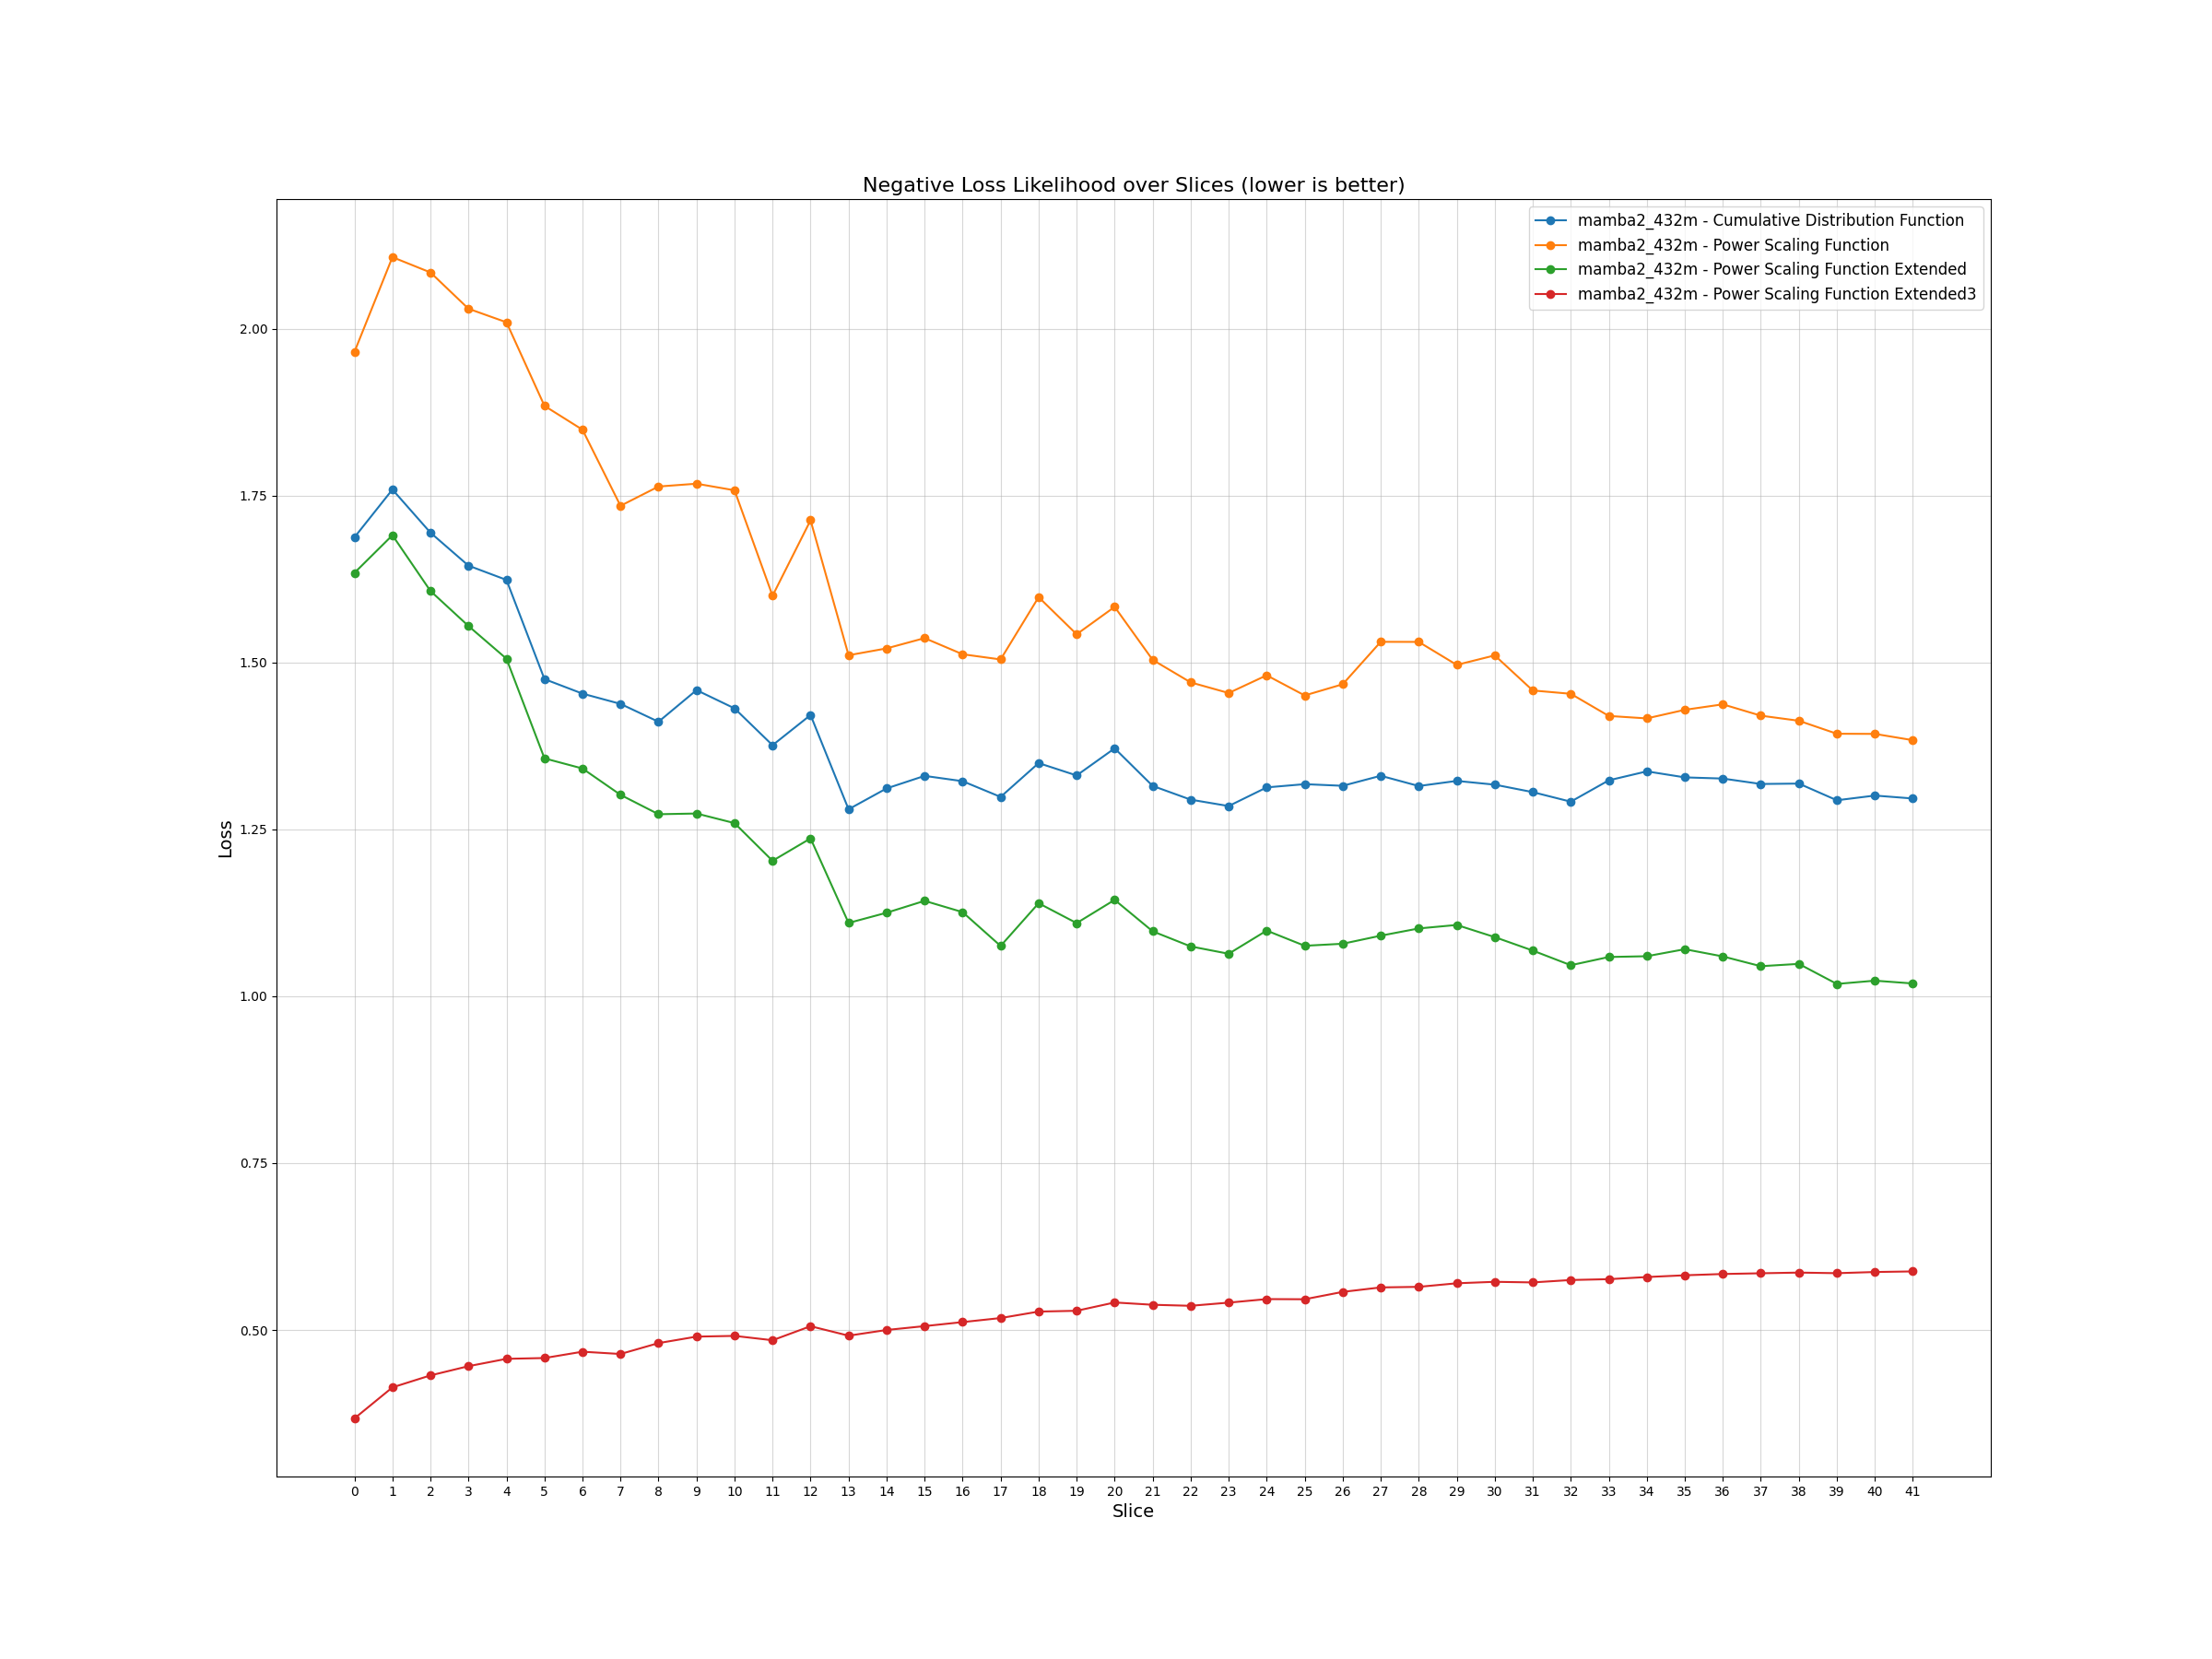 Negative Loss Likelihood over Slices (lower is better)
mamba2_432m - Cumulative Distribution Function
mamba2_432m - Power Scaling Function
mamba2_432m - Power Scaling Function Extended
mamba2_432m - Power Scaling Function Extended3
Loss
2.00
1.75
1.50
1.25
1.00
0.75
0.50
0 1 2 3 4 5 6 7 8 9 10 11 12 13 14 15 16 17 18 19 20 21 22 23 24 25 26 27 28 29 30 31 32 33 34 35 36 37 38 39 40 41
Slice